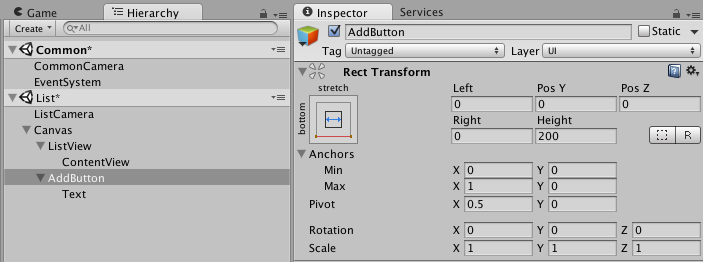 Game
Hierarchy
Create
All
Common*
CommonCamera
EventSystem
List*
ListCamera
Canvas
ListView
ContentView
AddButton
Text
Inspector
Services
AddButton
Static
Tag Untagged Layer UI
Rect Transform
stretch
bottom
Left Pos Y Pos Z
0 0 0
Right Height
0 200
R
Anchors
Min X 0 Y 0
Max X 1 Y 0
Pivot X 0.5 Y 0
Rotation X 0 Y 0 Z 0
Scale X 1 Y 1 Z 1